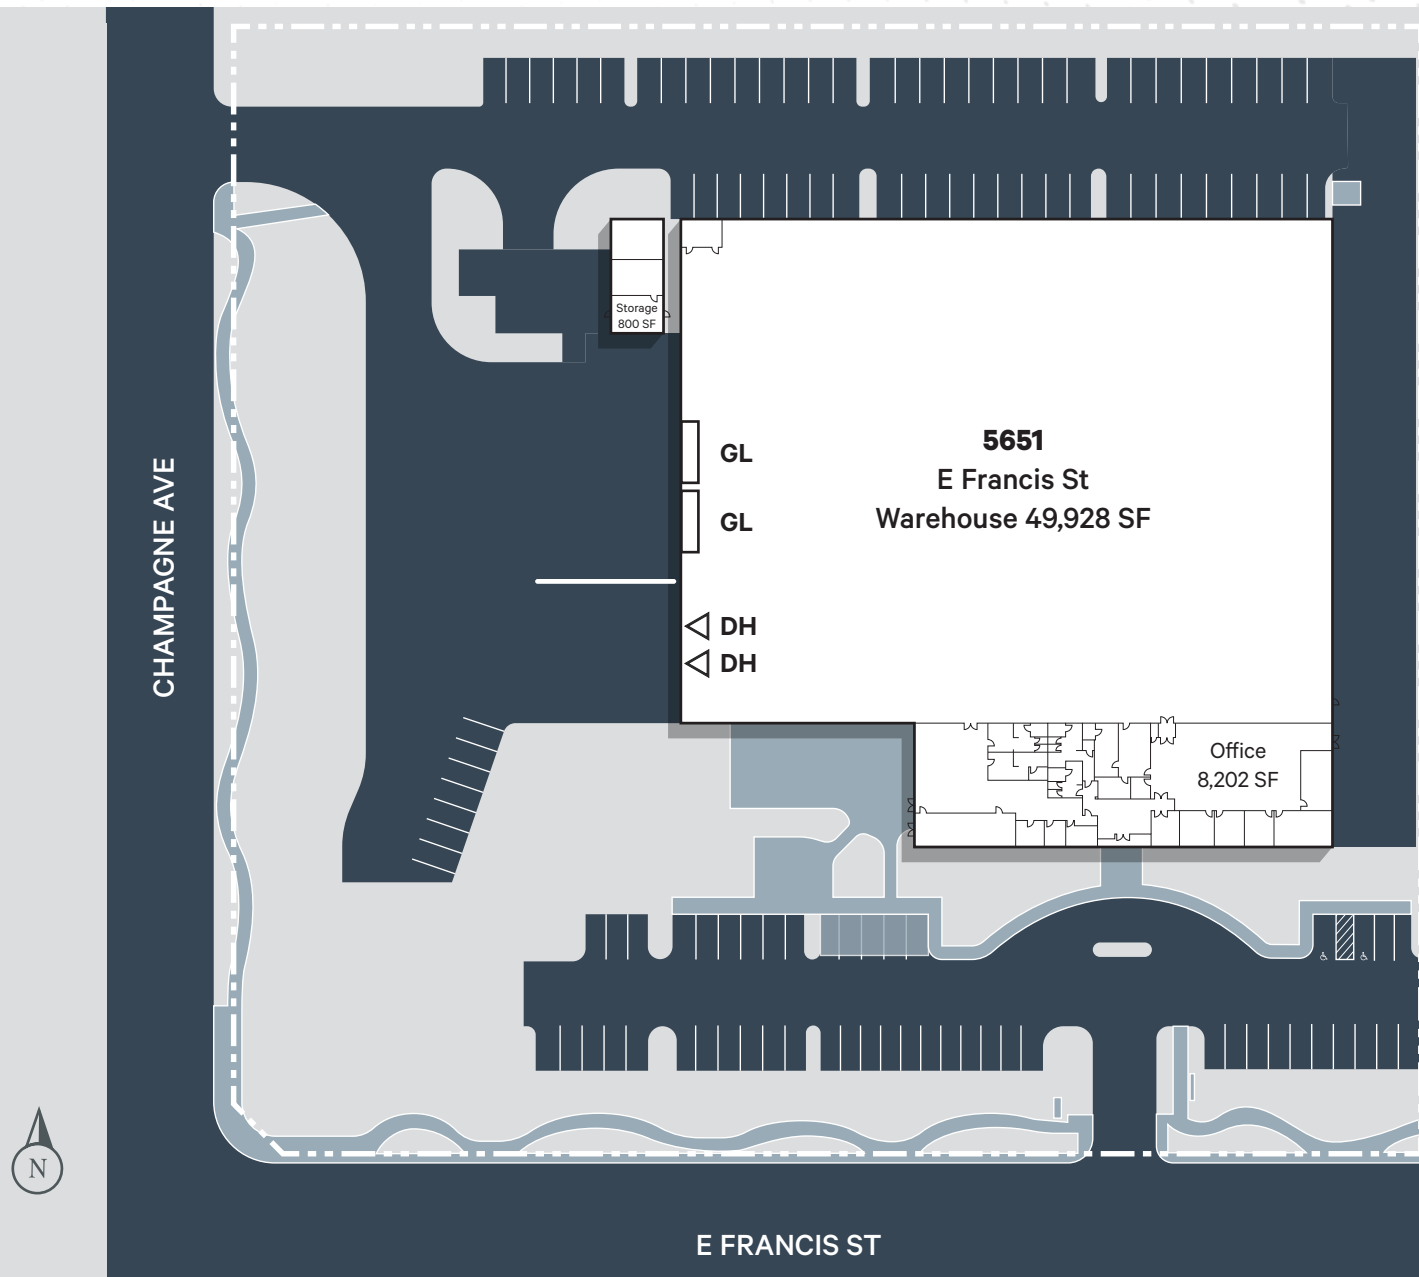 Storage
800 SF
GL
GL
DH
DH
5651
E Francis St
Warehouse 49,928 SF
Office
8,202 SF
CHAMPAGNE AVE
N
E FRANCIS ST